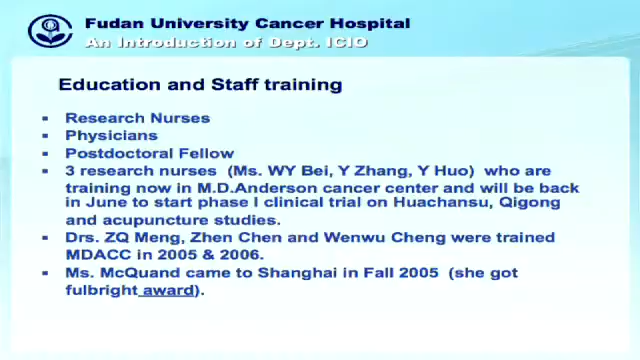 Fudan University Cancer Hospital
An Introduction of Dept. ICIO
Education and Staff training
Research Nurses
Physicians
Postdoctoral Fellow
3 research nurses (Ms. WY Bei, Y Zhang, Y Huo) who are
training now in M.D.Anderson cancer center and will be back
in June to start phase I clinical trial on Huachansu, Qigong
and acupuncture studies.
Drs. ZQ Meng, Zhen Chen and Wenwu Cheng were trained
MDACC in 2005 & 2006.
Ms. McQuand came to Shanghai in Fall 2005 (she got
fulbright award).